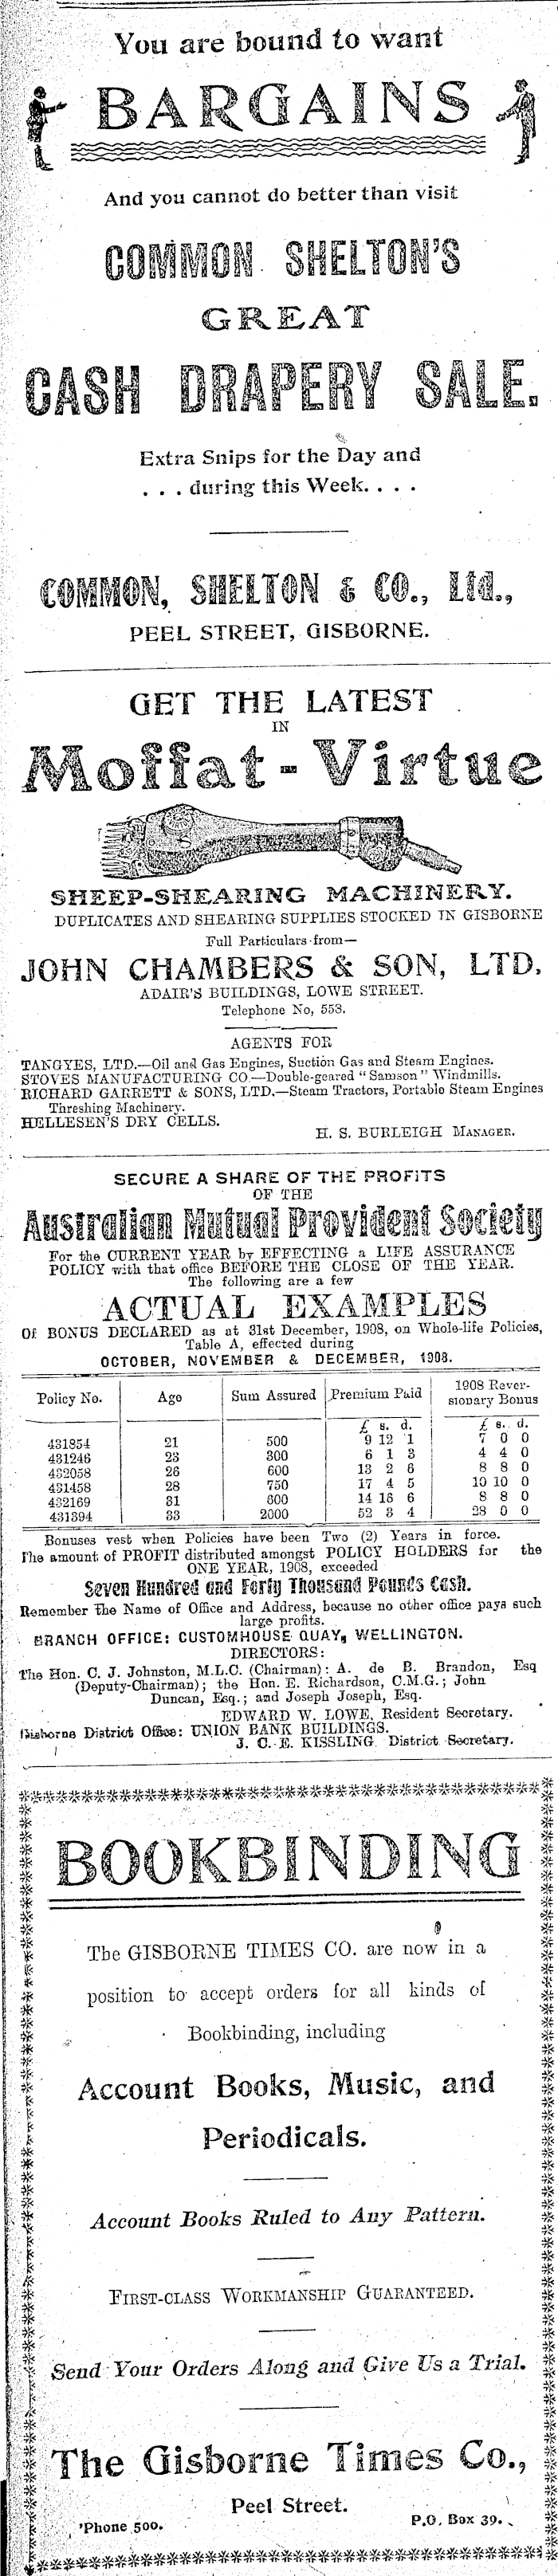 You are bound to want
BARGAINS
And you cannot do better than visit
COMMON SHELTON'S
GREAT
CASH DRAPERY SALE.
Extra Snips for the Day and
. . . during this Week. . . .
COMMON, SHELTON & CO., Ltd.,
PEEL STREET, GISBORNE.
GET THE LATEST
IN
Moffat-Virtue
SHEEP-SHEARING MACHINERY.
DUPLICATES AND SHEARING SUPPLIES STOCKED IN GISBORNE
Full Particulars from—
JOHN CHAMBERS & SON, LTD,
ADAIR'S BUILDINGS, LOWE STREET.
Telephone No, 553.
AGENTS FOR
TANGYES, LTD.—Oil and Gas Engines, Suction Gas and Steam Engines.
STOVES MANUFACTURING CO—Double-geared "Samson" Windmills.
RICHARD GARRETT & SONS, LTD.—Steam Tractors, Portable Steam Engines
Threshing Machinery.
HELLESEN'S DRY CELLS.
H. S. BURLEIGH MANAGER.
SECURE A SHARE OF THE PROFITS
OF THE
Australian Mutual Provident Society
For the CURRENT YEAR by EFFECTING a LIFE ASSURANCE
POLICY with that office BEFORE THE CLOSE OF THE YEAR.
The following are a few
ACTUAL EXAMPLES
Of BONUS DECLARED as at 31st December, 1908, on Whole-life Policies,
Table A, effected during
OCTOBER, NOVEMBER & DECEMBER, 1908.
Policy No. Age Sum Assured Premium Paid 1908 Rever-
sionary Bonus
£ s. d. £ s. d.
431854 21 500 9 12 1 7 0 0
431246 23 300 6 1 3 4 4 0
432058 26 600 13 2 6 8 8 0
431458 28 750 17 4 5 10 10 0
432169 31 600 14 16 6 8 8 0
431394 33 2000 52 3 4 28 0 0
Bonuses vest when Policies have been Two (2) Years in force.
The amount of PROFIT distributed amongst POLICY HOLDERS for the
ONE YEAR, 1908, exceeded
Seven Hundred and Forty Thousand Pounds Cash.
Remember the Name of Office and Address, because no other office pays such
large profits.
BRANCH OFFICE: CUSTOMHOUSE QUAY, WELLINGTON.
DIRECTORS:
The Hon. C. J. Johnston, M.L.C. (Chairman): A. de B. Brandon, Esq
(Deputy-Chairman); the Hon. E. Richardson, C.M.G.; John
Duncan, Esq.; and Joseph Joseph, Esq.
EDWARD W. LOWE, Resident Secretary.
Gisborne District Office: UNION BANK BUILDINGS.
J. C. E. KISSLING District Secretary.
BOOKBINDING
The GISBORNE TIMES CO. are now in a
position to accept orders for all kinds of
Bookbinding, including
Account Books, Music, and
Periodicals.
Account Books Ruled to Any Pattern.
FIRST-CLASS WORKMANSHIP GUARANTEED.
Send Your Orders Along and Give Us a Trial.
The Gisborne Times Co.,
Peel Street.
'Phone 500. P.O. Box 39.